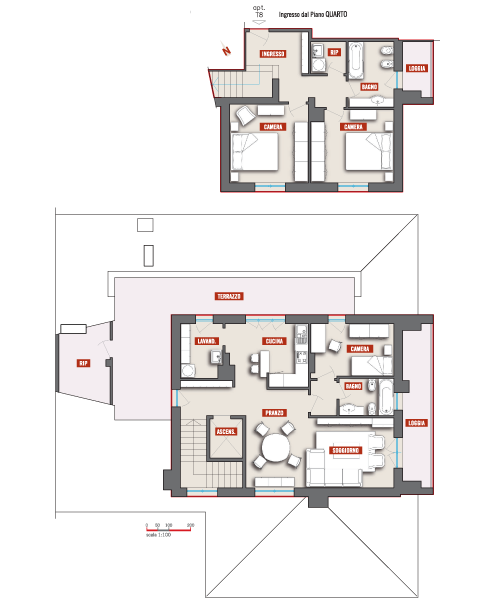 opt.
T8
Ingresso dal Piano QUARTO
N
INGRESSO
RIP
LOGGIA
BAGNO
CAMERA
CAMERA
TERRAZZO
LAVAND.
CUCINA
RIP
CAMERA
BAGNO
PRANZO
LOGGIA
ASCENS.
SOGGIORNO
0 50 100 200
scala 1:100